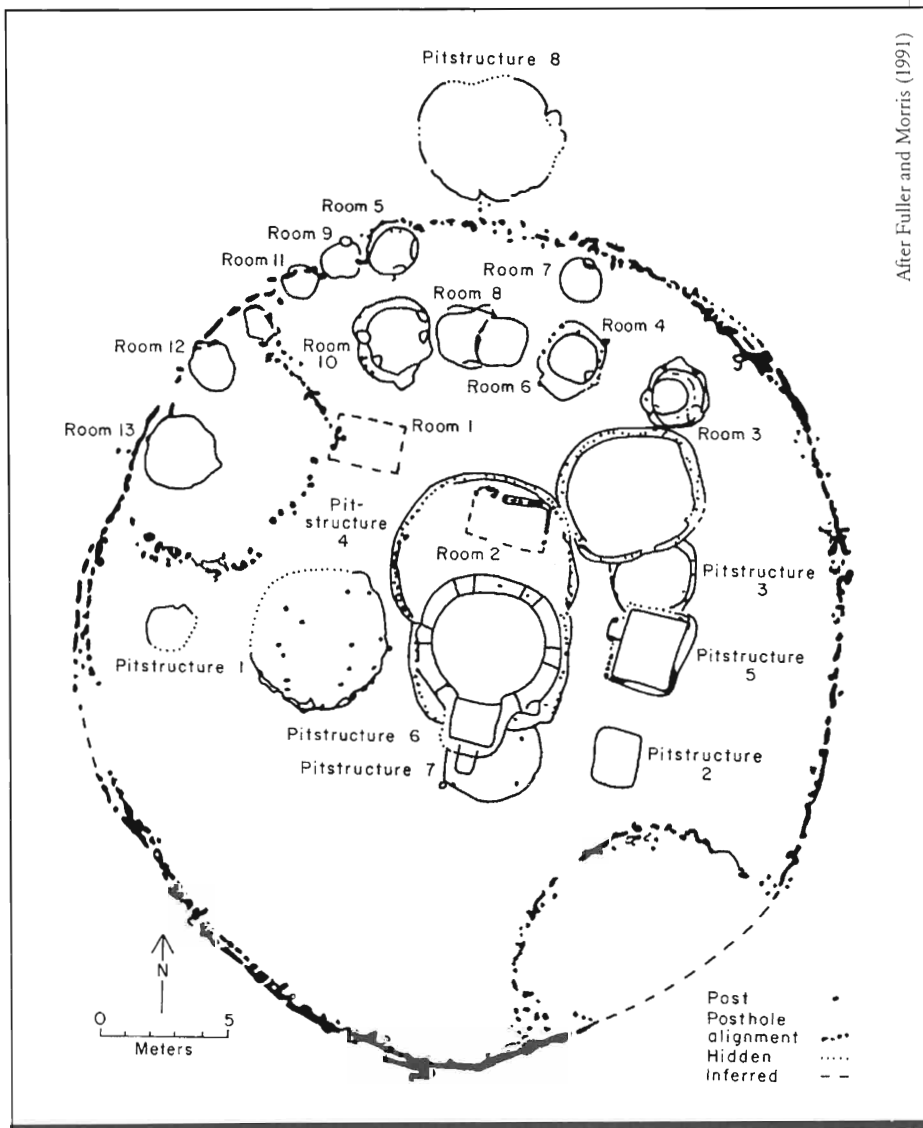 After Fuller and Morris (1991)
Pitstructure 8
Room 5
Room 9
Room 11
Room 7
Room 8
Room 4
Room 12
Room
10
Room 6
Room 1
Room 3
Room 13
Pit-
structure
4
Room 2
Pitstructure
3
Pitstructure 1
Pitstructure
5
Pitstructure 6
Pitstructure 7
Pitstructure
2
N
0 5
Meters
Post
Posthole
alignment
Hidden
Inferred